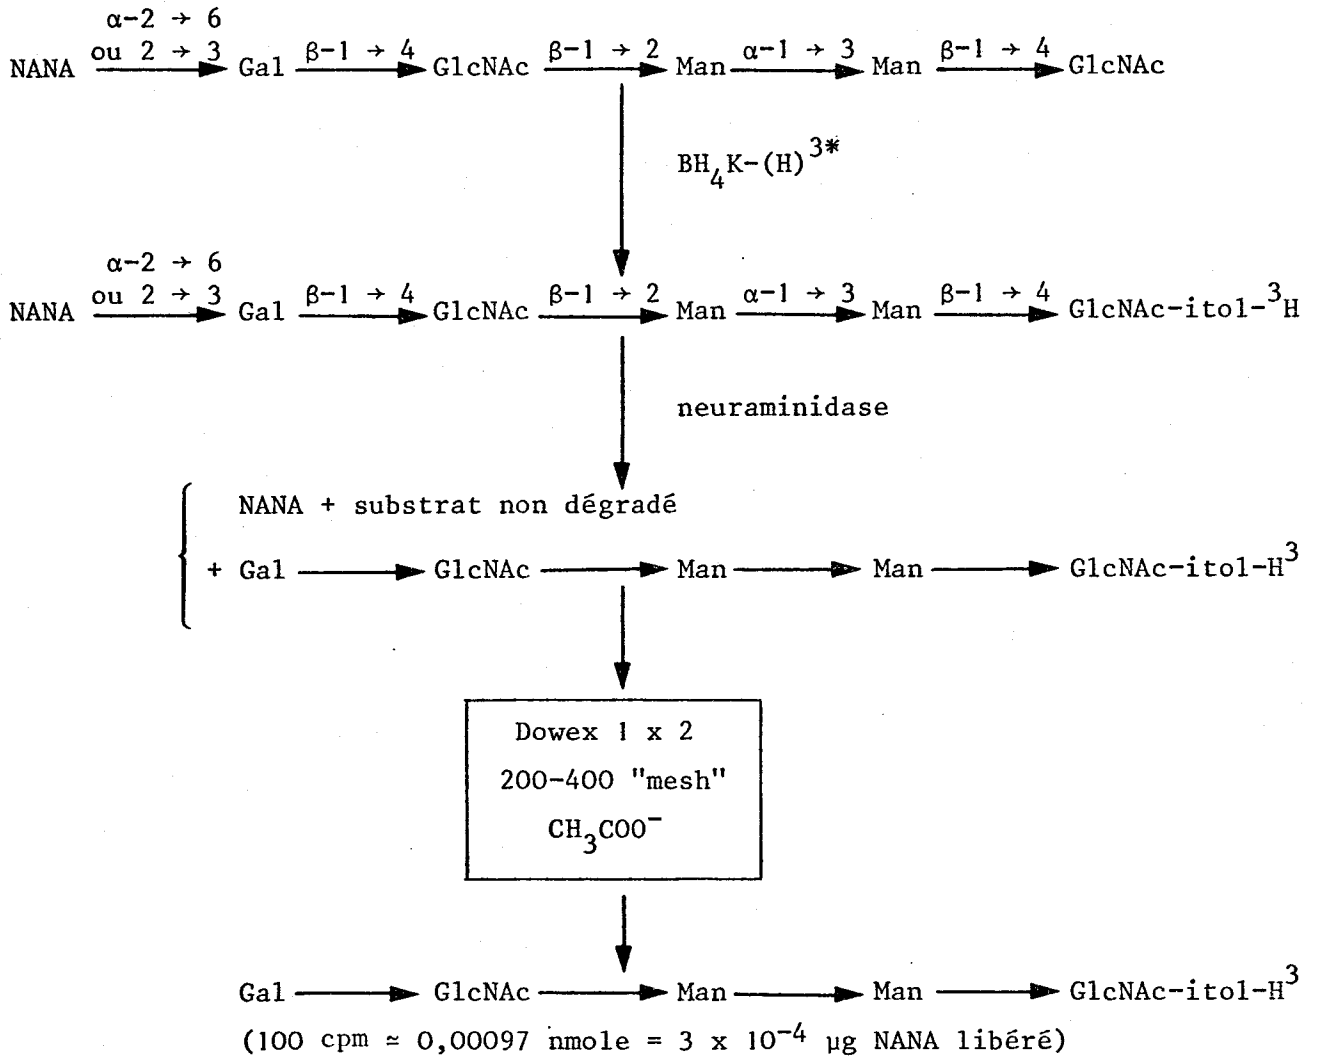 α-2 → 6
ou 2 → 3 β-1 → 4 β-1 → 2 α-1 → 3 β-1 → 4
NANA Gal GlcNAc Man Man GlcNAc
BH₄K-(H)³*
α-2 → 6
ou 2 → 3 β-1 → 4 β-1 → 2 α-1 → 3 β-1 → 4
NANA Gal GlcNAc Man Man GlcNAc-itol-³H
neuraminidase
NANA + substrat non dégradé
+ Gal GlcNAc Man Man GlcNAc-itol-H³
Dowex 1 x 2
200-400 "mesh"
CH₃COO⁻
Gal GlcNAc Man Man GlcNAc-itol-H³
(100 cpm ≃ 0,00097 nmole = 3 x 10⁻⁴ µg NANA libéré)